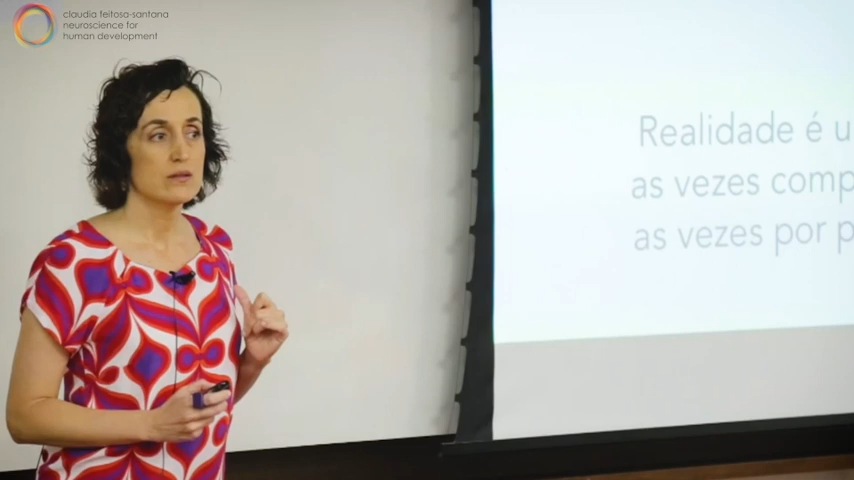 claudia feitosa-santana
neuroscience for
human development
Realidade é
as vezes
as vezes por